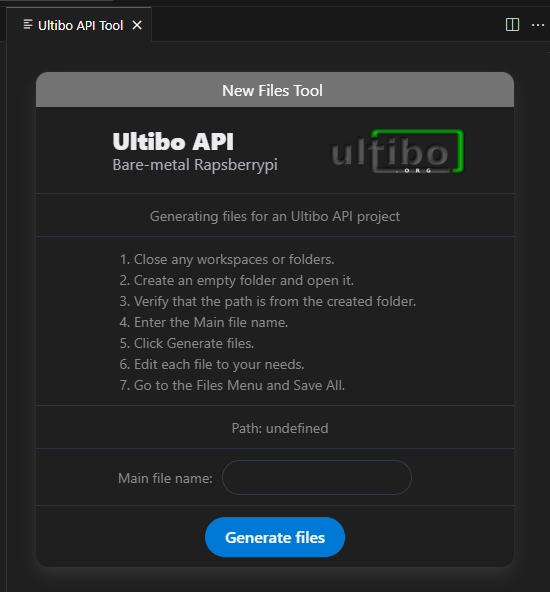 Ultibo API Tool
New Files Tool
Ultibo API
Bare-metal Rapsberrypi
ultibo
.ORG
Generating files for an Ultibo API project
1. Close any workspaces or folders.
2. Create an empty folder and open it.
3. Verify that the path is from the created folder.
4. Enter the Main file name.
5. Click Generate files.
6. Edit each file to your needs.
7. Go to the Files Menu and Save All.
Path: undefined
Main file name:
Generate files